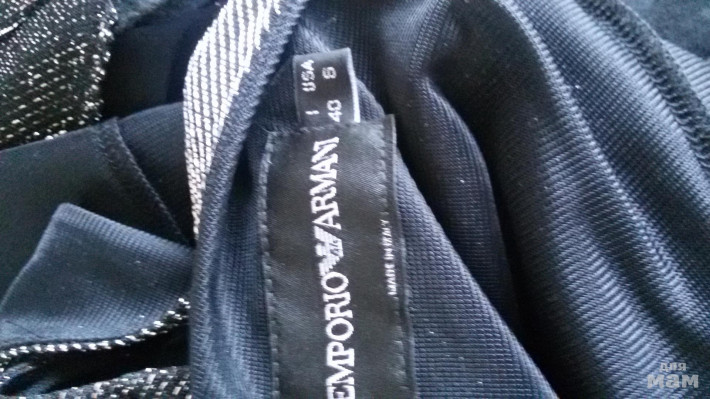 USA 6
I 40
EMPORIO ARMANI
MADE IN ITALY
для
мам